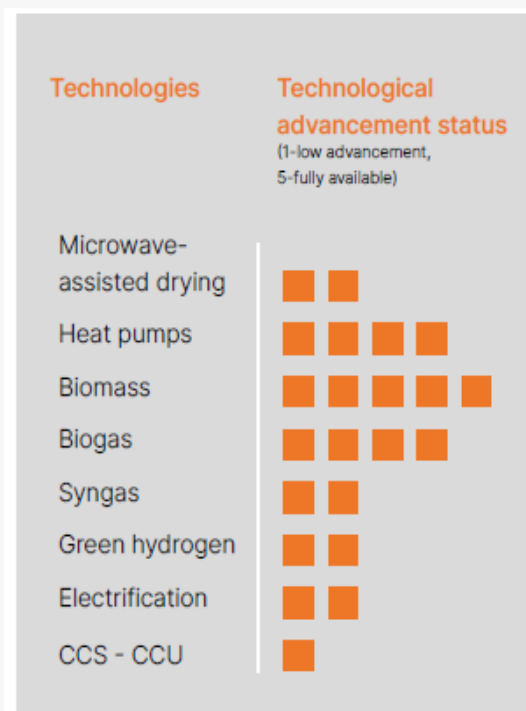 Technologies
Technological
advancement status
(1-low advancement,
5-fully available)
Microwave-
assisted drying
Heat pumps
Biomass
Biogas
Syngas
Green hydrogen
Electrification
CCS - CCU